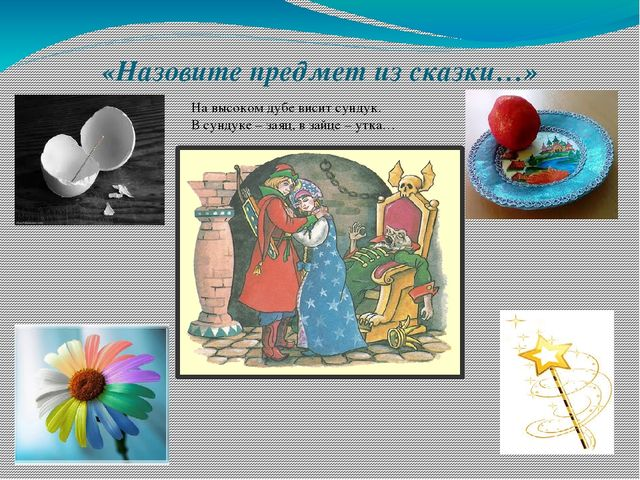 «Назовите предмет из сказки…»
На высоком дубе висит сундук.
В сундуке – заяц, в зайце – утка…